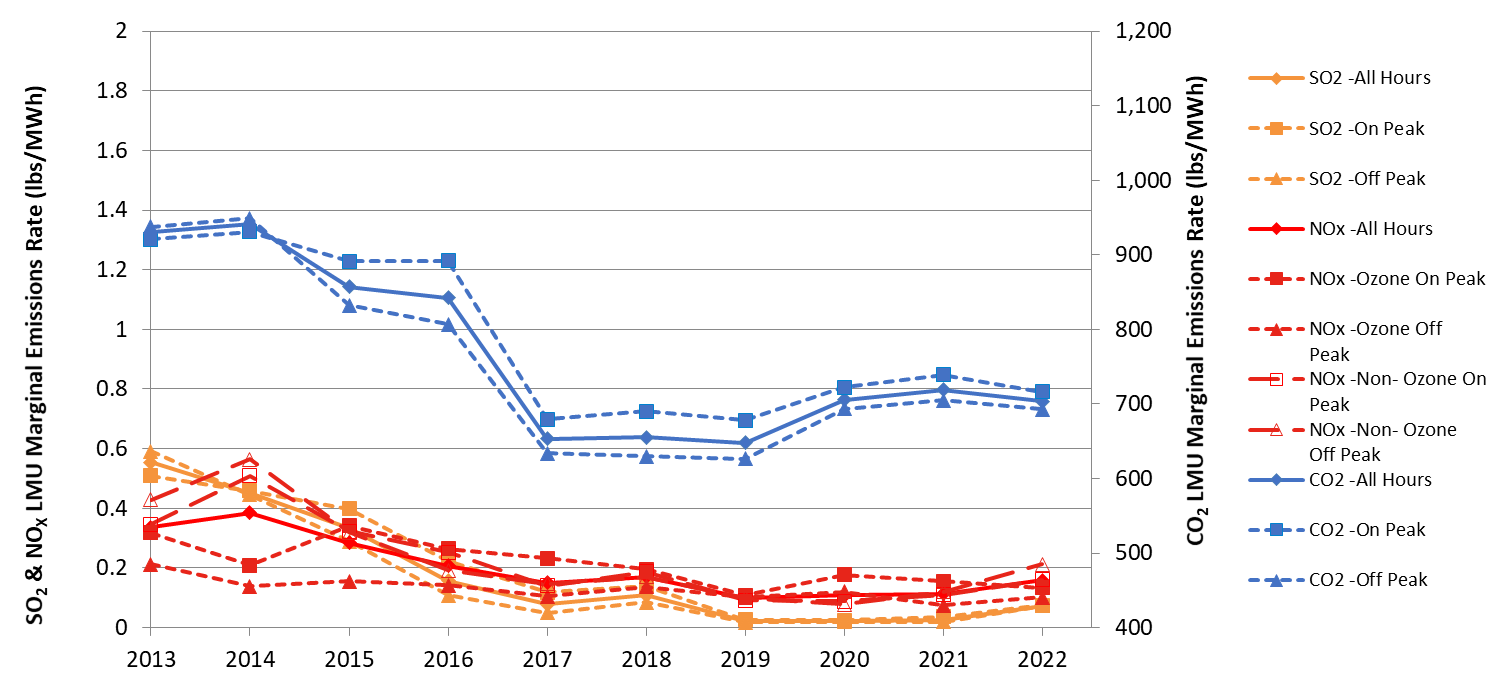 SO2 & NOX LMU Marginal Emissions Rate (lbs/MWh)
2
1.8
1.6
1.4
1.2
1
0.8
0.6
0.4
0.2
0
2013 2014 2015 2016 2017 2018 2019 2020 2021 2022
1,200
1,100
1,000
900
800
700
600
500
400
CO2 LMU Marginal Emissions Rate (lbs/MWh)
SO2 -All Hours
SO2 -On Peak
SO2 -Off Peak
NOx -All Hours
NOx -Ozone On Peak
NOx -Ozone Off
Peak
NOx -Non- Ozone On
Peak
NOx -Non- Ozone
Off Peak
CO2 -All Hours
CO2 -On Peak
CO2 -Off Peak